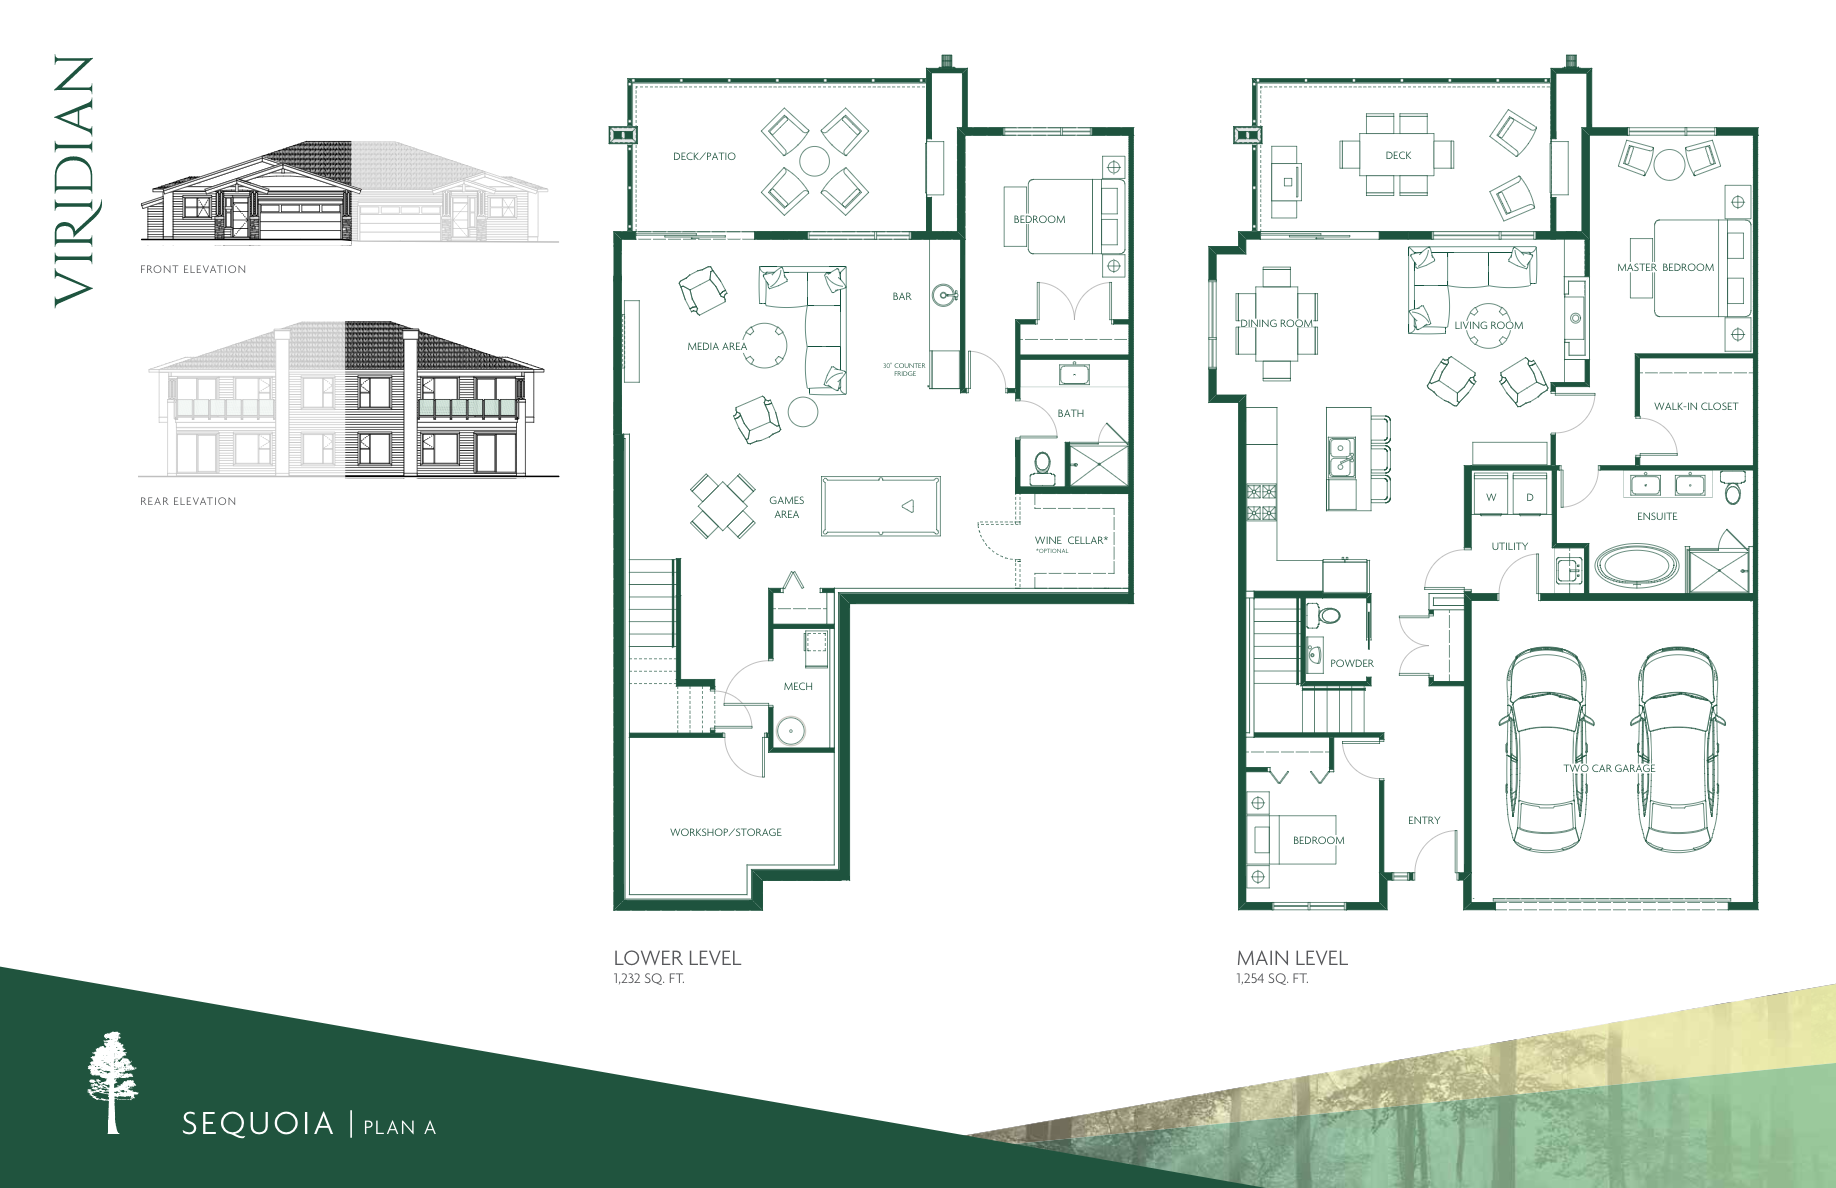 VIRIDIAN
FRONT ELEVATION
REAR ELEVATION
DECK/PATIO
BEDROOM
BAR
MEDIA AREA
30" COUNTER
FRIDGE
BATH
GAMES
AREA
WINE CELLAR*
*OPTIONAL
MECH
WORKSHOP/STORAGE
LOWER LEVEL
1,232 SQ. FT.
DECK
MASTER BEDROOM
DINING ROOM
LIVING ROOM
WALK-IN CLOSET
W
D
ENSUITE
UTILITY
POWDER
TWO CAR GARAGE
ENTRY
BEDROOM
MAIN LEVEL
1,254 SQ. FT.
SEQUOIA | PLAN A